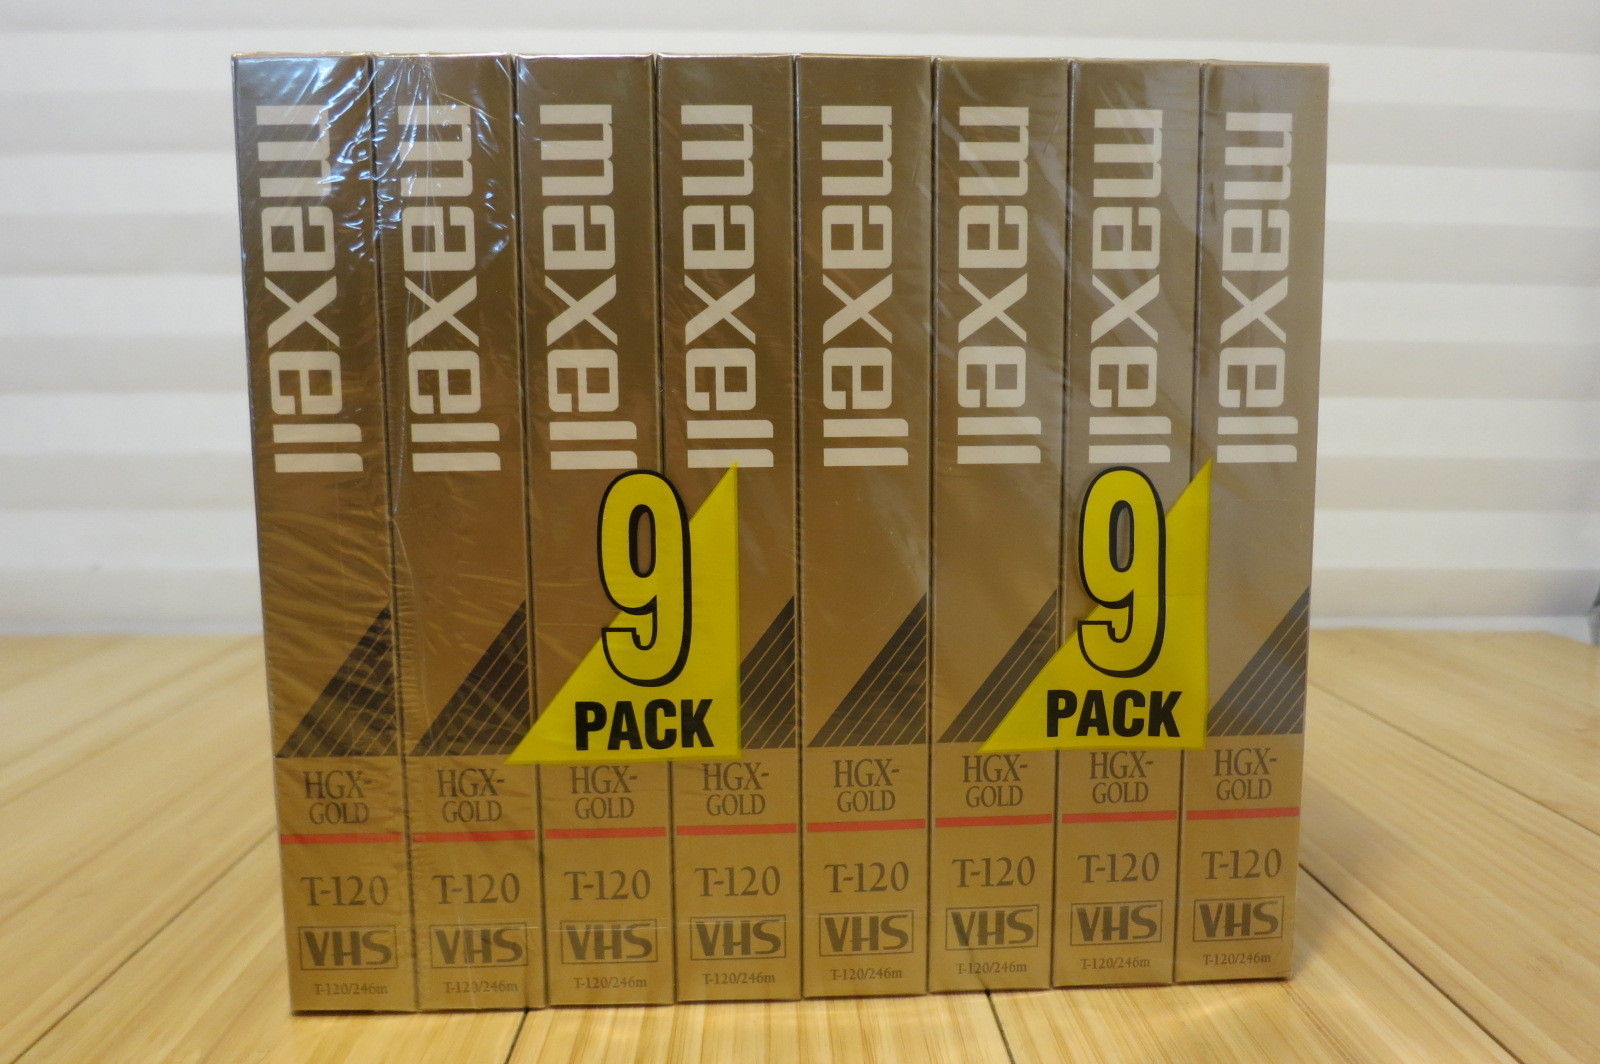 maxell
maxell
maxell
maxell
maxell
maxell
maxell
maxell
9
PACK
9
PACK
HGX-
GOLD
T-120
VHS
T-120/246m
HGX-
GOLD
T-120
VHS
T-120/246m
HGX-
GOLD
T-120
VHS
T-120/246m
HGX-
GOLD
T-120
VHS
T-120/246m
HGX-
GOLD
T-120
VHS
T-120/246m
HGX-
GOLD
T-120
VHS
T-120/246m
HGX-
GOLD
T-120
VHS
T-120/246m
HGX-
GOLD
T-120
VHS
T-120/246m